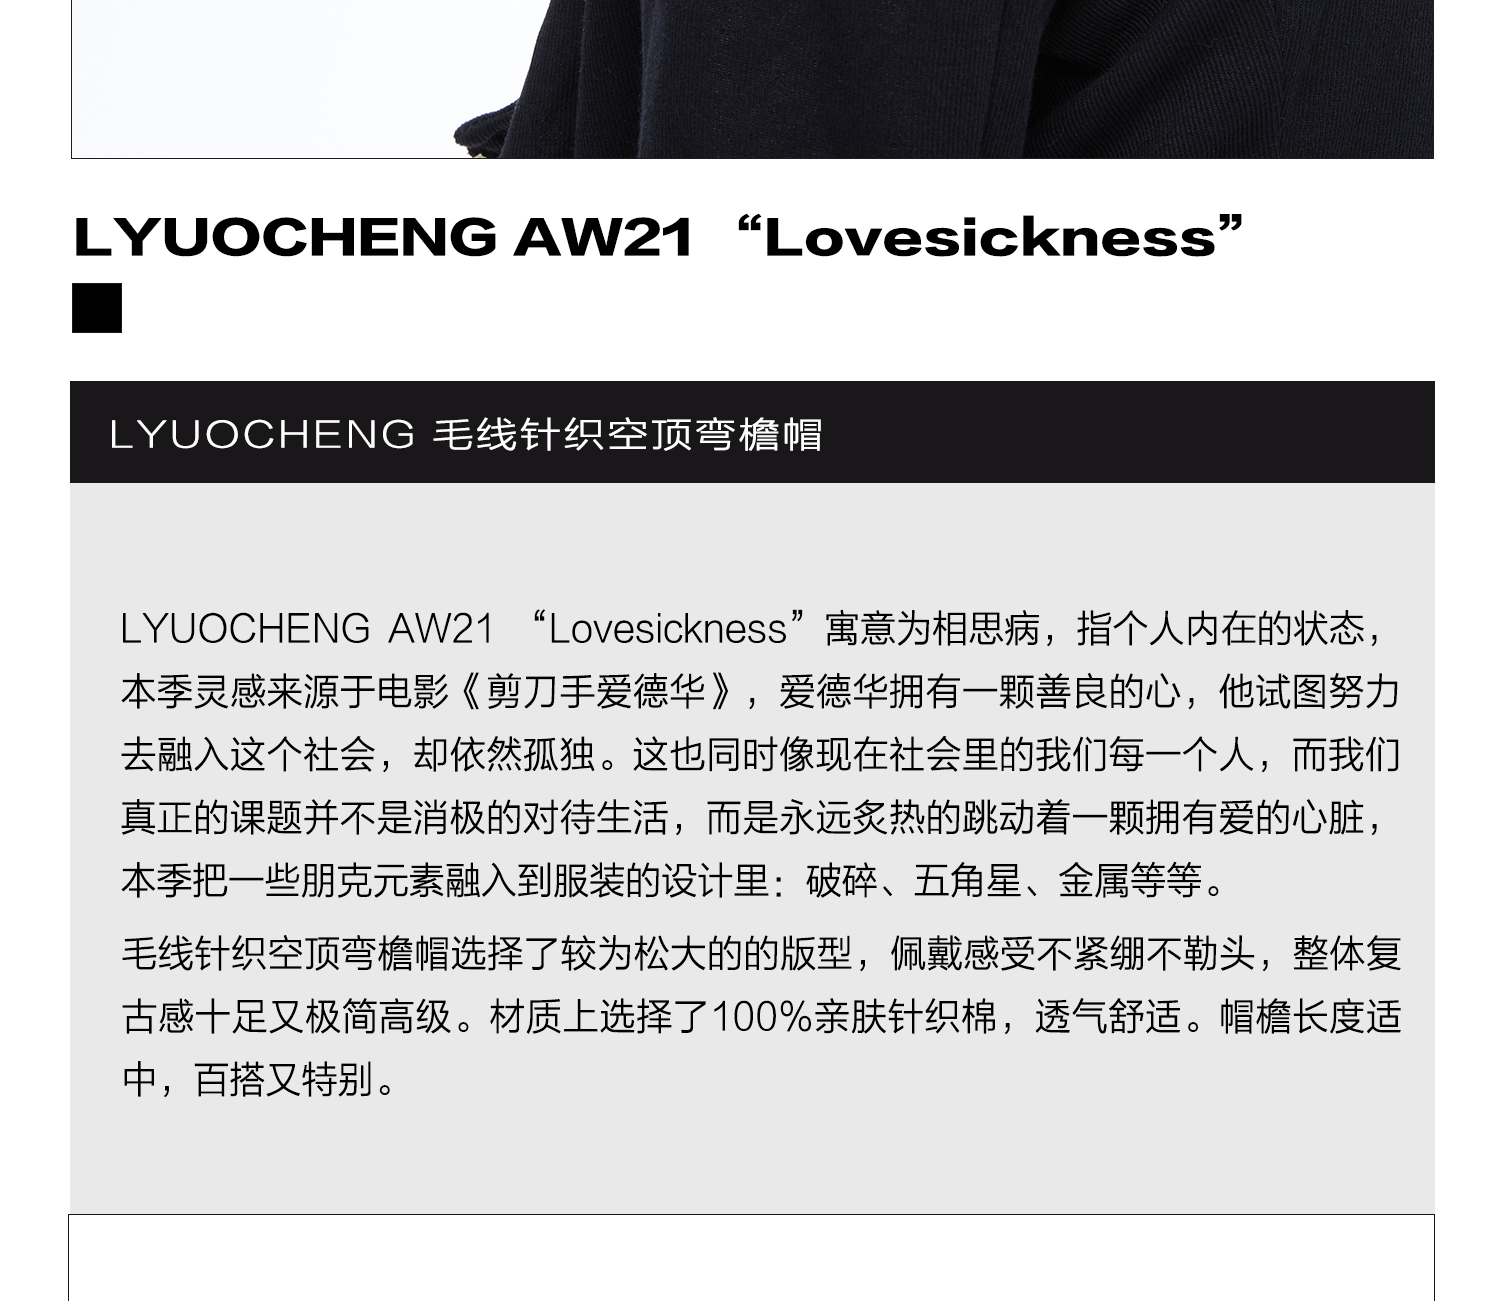 LYUOCHENG AW21 “Lovesickness”
LYUOCHENG 毛线针织空顶弯檐帽
LYUOCHENG AW21 “Lovesickness”寓意为相思病，指个人内在的状态，
本季灵感来源于电影《剪刀手爱德华》，爱德华拥有一颗善良的心，他试图努力
去融入这个社会，却依然孤独。这也同时像现在社会里的我们每一个人，而我们
真正的课题并不是消极的对待生活，而是永远炙热的跳动着一颗拥有爱的心脏，
本季把一些朋克元素融入到服装的设计里：破碎、五角星、金属等等。
毛线针织空顶弯檐帽选择了较为松大的的版型，佩戴感受不紧绷不勒头，整体复
古感十足又极简高级。材质上选择了100%亲肤针织棉，透气舒适。帽檐长度适
中，百搭又特别。